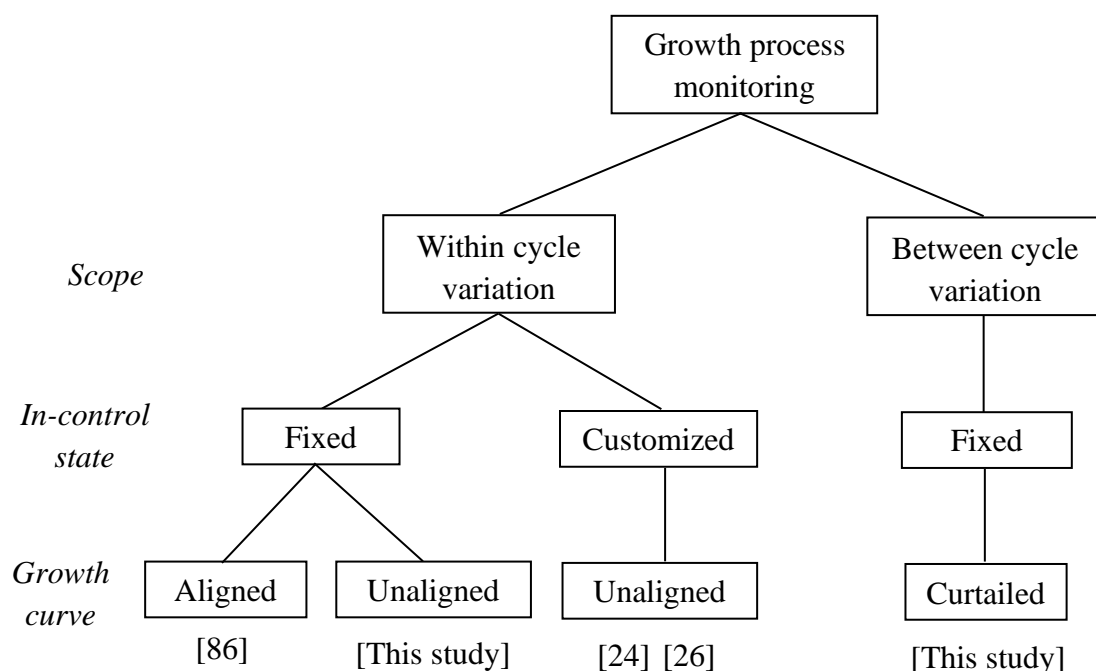 Growth process
monitoring
Scope
Within cycle
variation
Between cycle
variation
In-control
state
Fixed
Customized
Fixed
Growth
curve
Aligned
Unaligned
Unaligned
Curtailed
[86]
[This study]
[24] [26]
[This study]